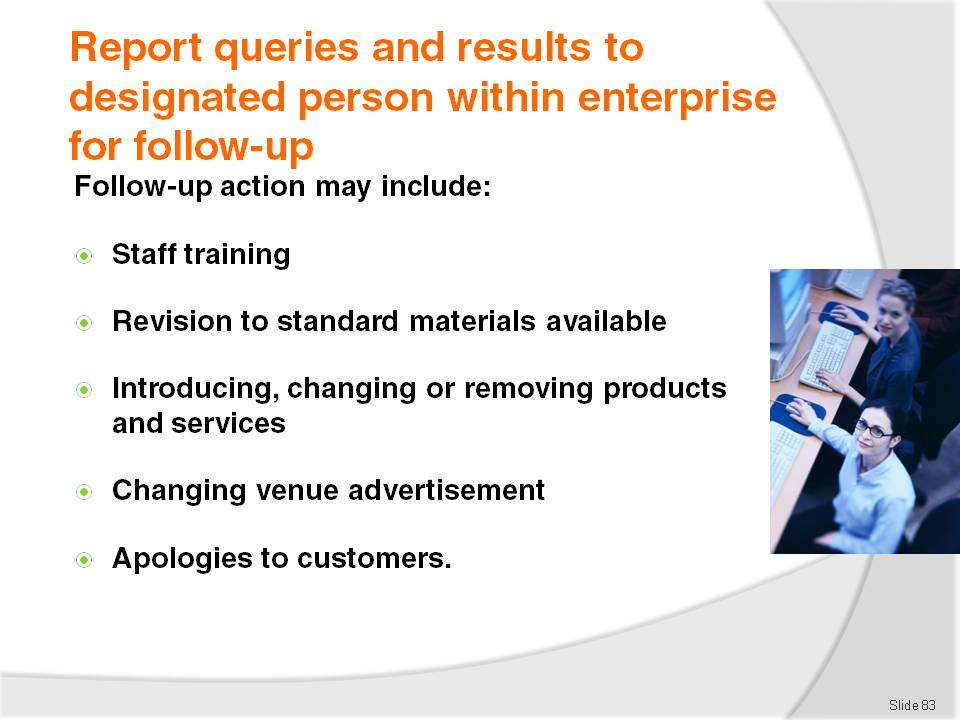 Report queries and results to
designated person within enterprise
for follow-up
Follow-up action may include:
Staff training
Revision to standard materials available
Introducing, changing or removing products
and services
Changing venue advertisement
Apologies to customers.
Slide 83